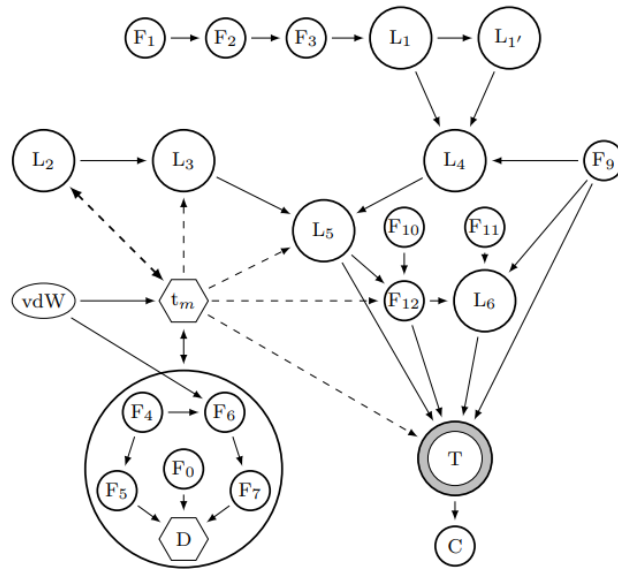 F₁ F₂ F₃ L₁ L₁′
L₂ L₃ L₄ F₉
L₅ F₁₀ F₁₁
vdW tₘ F₁₂ L₆
F₄ F₆
F₀ T
F₅ F₇
D C